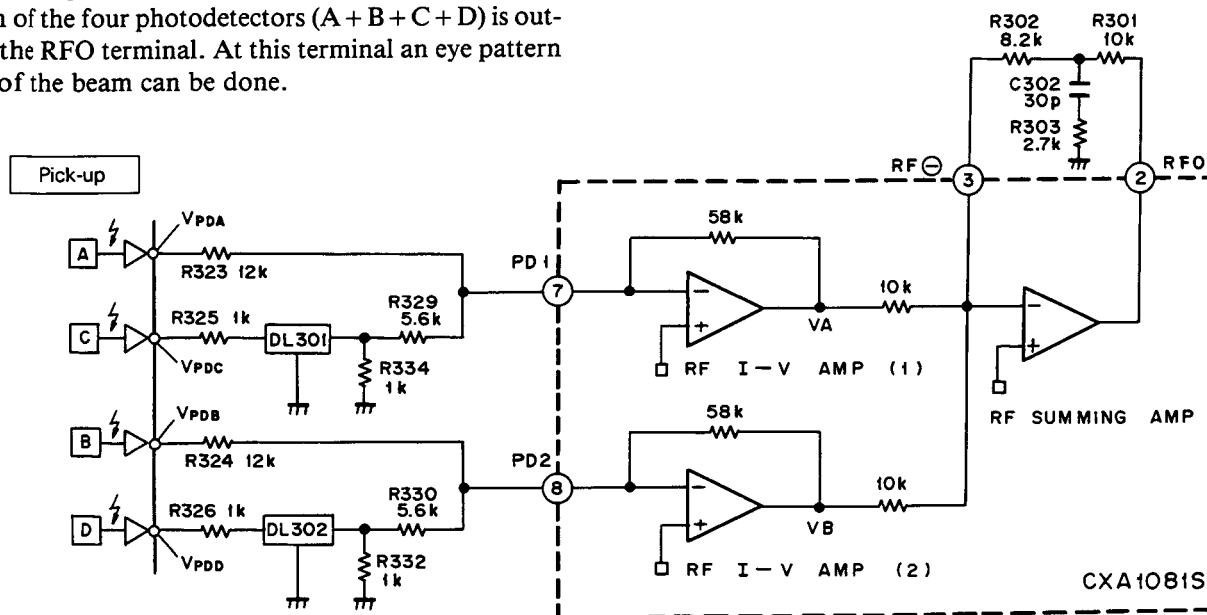 n of the four photodetectors (A+B+C+D) is out-
the RFO terminal. At this terminal an eye pattern
of the beam can be done.
R302
8.2k
R301
10k
C302
30p
R303
2.7k
Pick-up
RF⊖
3
2
RFO
VPDA
A
R323 12k
PD1
7
58k
10k
VA
RF I-V AMP (1)
C
R325 1k
DL301
R329
5.6k
VPDC
R334
1k
RF SUMMING AMP
VPDB
B
R324 12k
PD2
8
58k
10k
VB
RF I-V AMP (2)
D
R326 1k
DL302
R330
5.6k
VPDD
R332
1k
CXA1081S